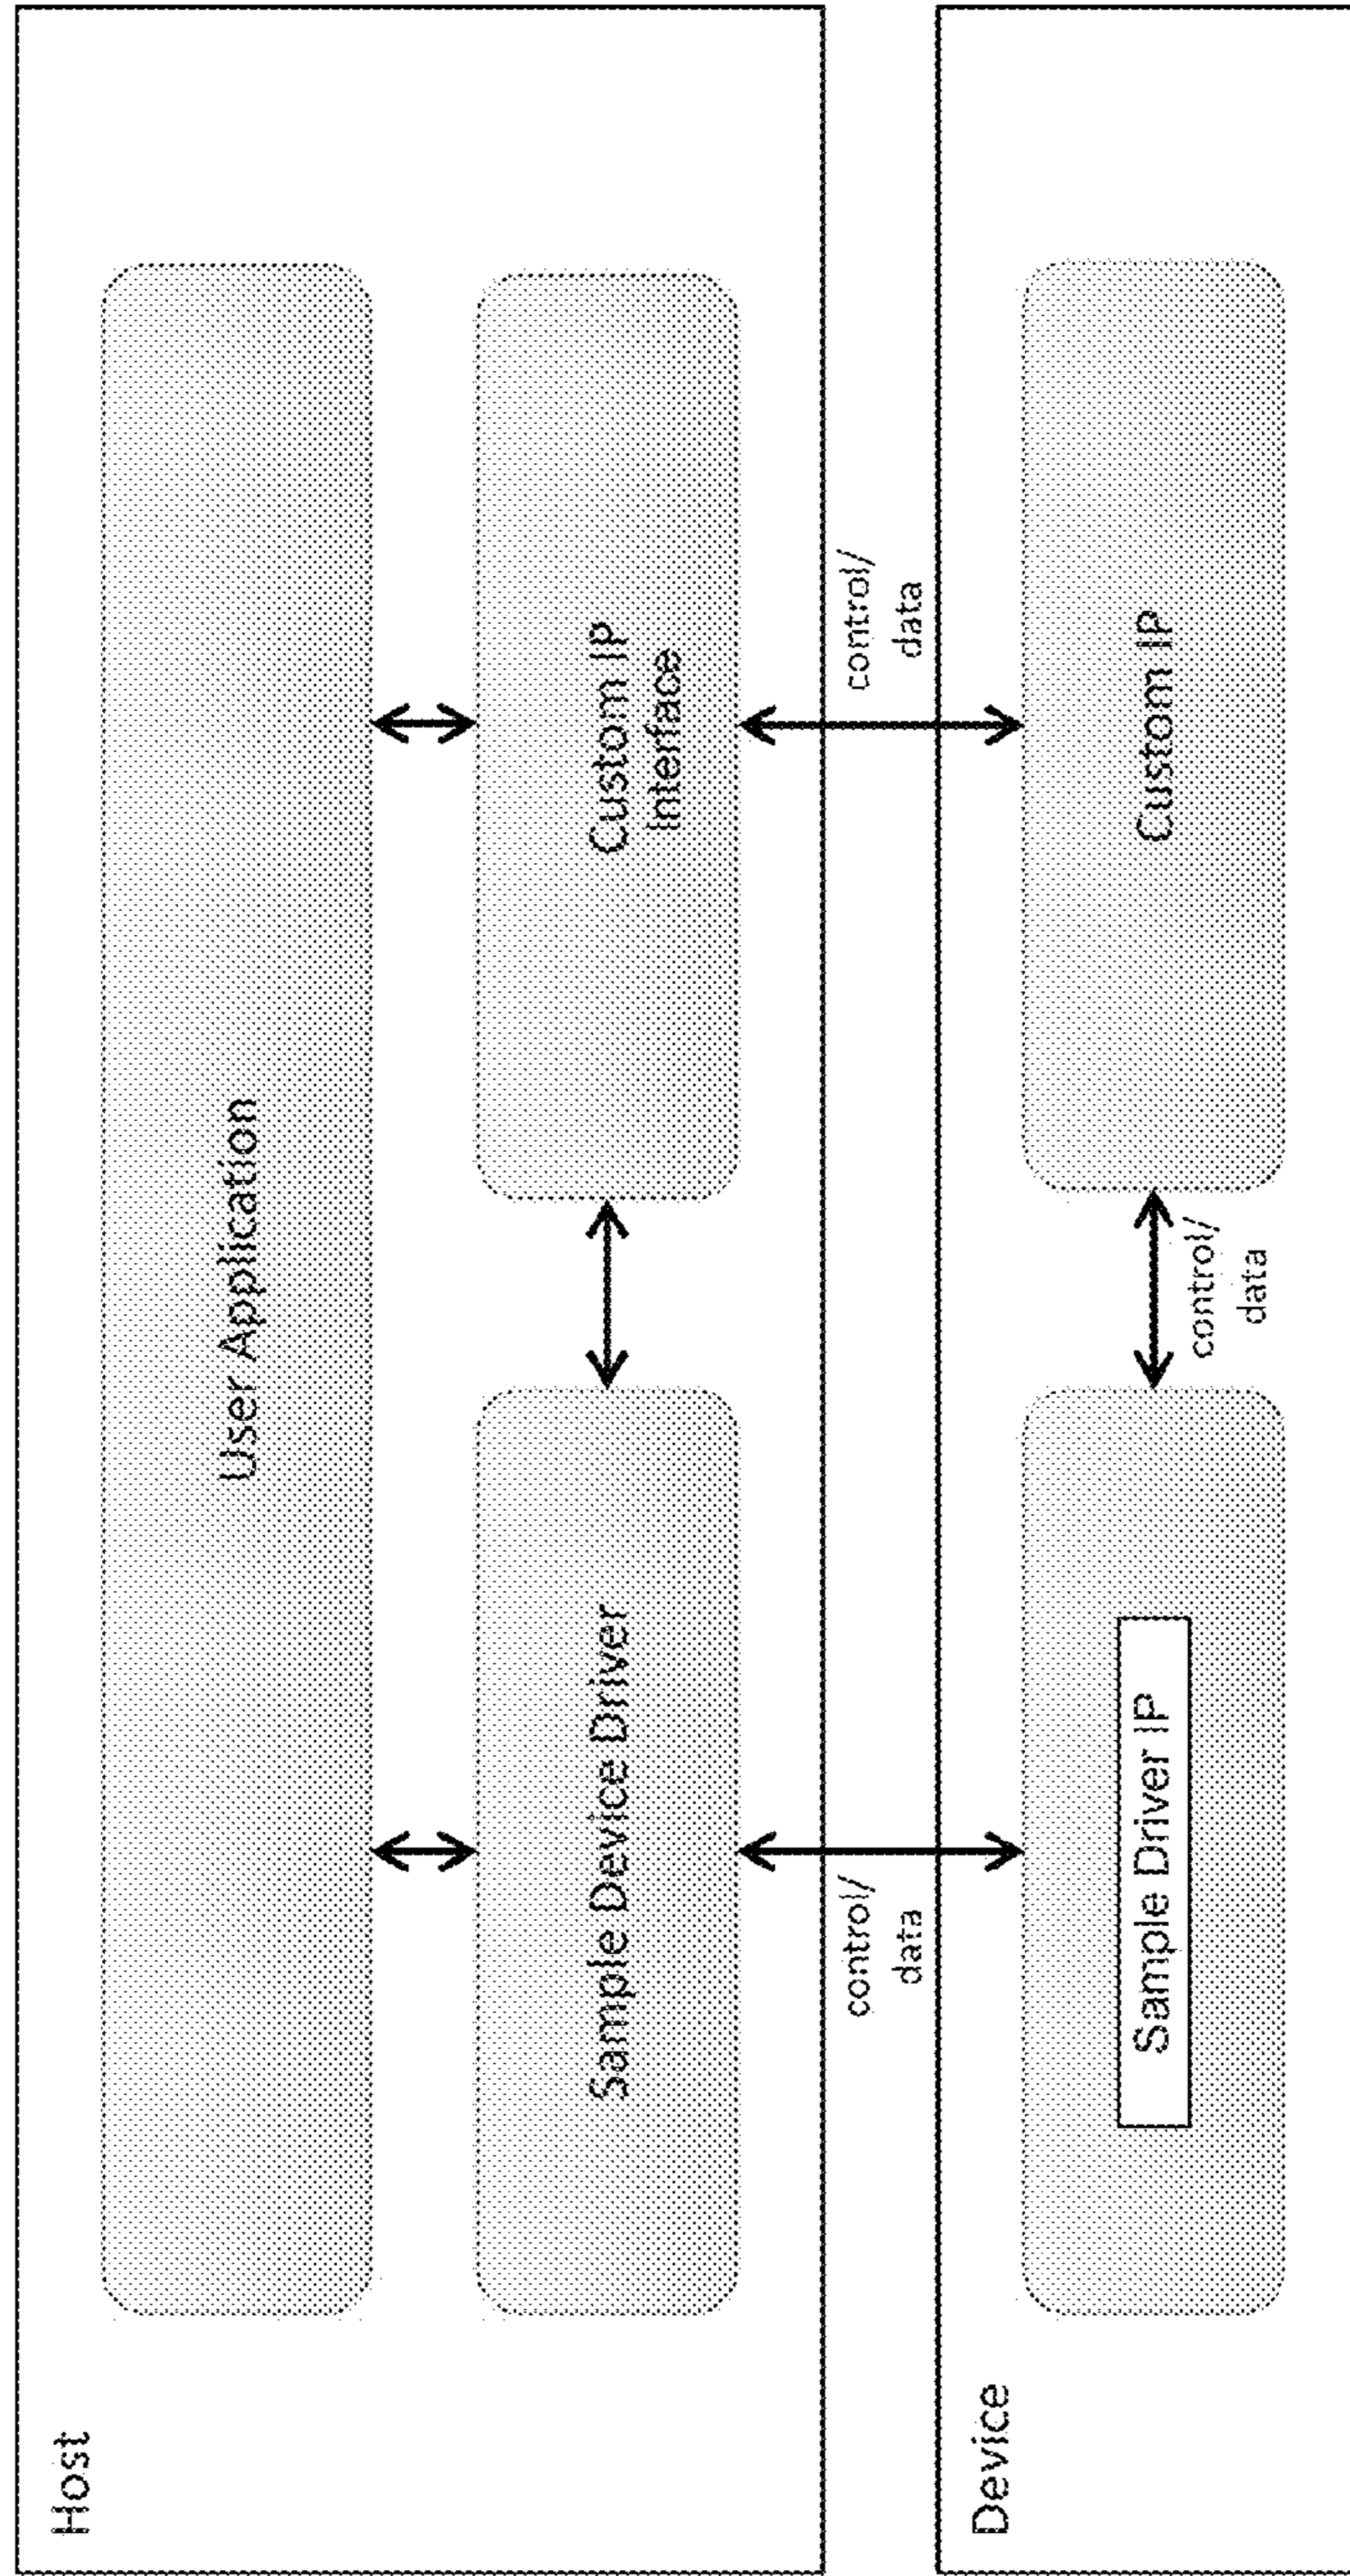 Host
User Application
Sample Device Driver
Custom IP
Interface
control/
data
control/
data
Device
Sample Driver IP
control/
data
Custom IP